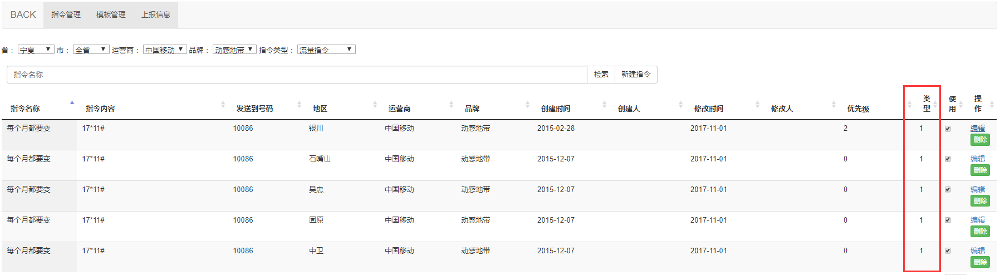 BACK 指令管理 模板管理 上报信息
省： 宁夏 市： 全省 运营商： 中国移动 品牌： 动感地带 指令类型： 流量指令
指令名称 检索 新建指令
指令名称 指令内容 发送到号码 地区 运营商 品牌 创建时间 创建人 修改时间 修改人 优先级 类型 使用 操作
每个月都要变 17*11# 10086 银川 中国移动 动感地带 2015-02-28 2017-11-01 2 1 编辑
删除
每个月都要变 17*11# 10086 石嘴山 中国移动 动感地带 2015-12-07 2017-11-01 0 1 编辑
删除
每个月都要变 17*11# 10086 吴忠 中国移动 动感地带 2015-12-07 2017-11-01 0 1 编辑
删除
每个月都要变 17*11# 10086 固原 中国移动 动感地带 2015-12-07 2017-11-01 0 1 编辑
删除
每个月都要变 17*11# 10086 中卫 中国移动 动感地带 2015-12-07 2017-11-01 0 1 编辑
删除